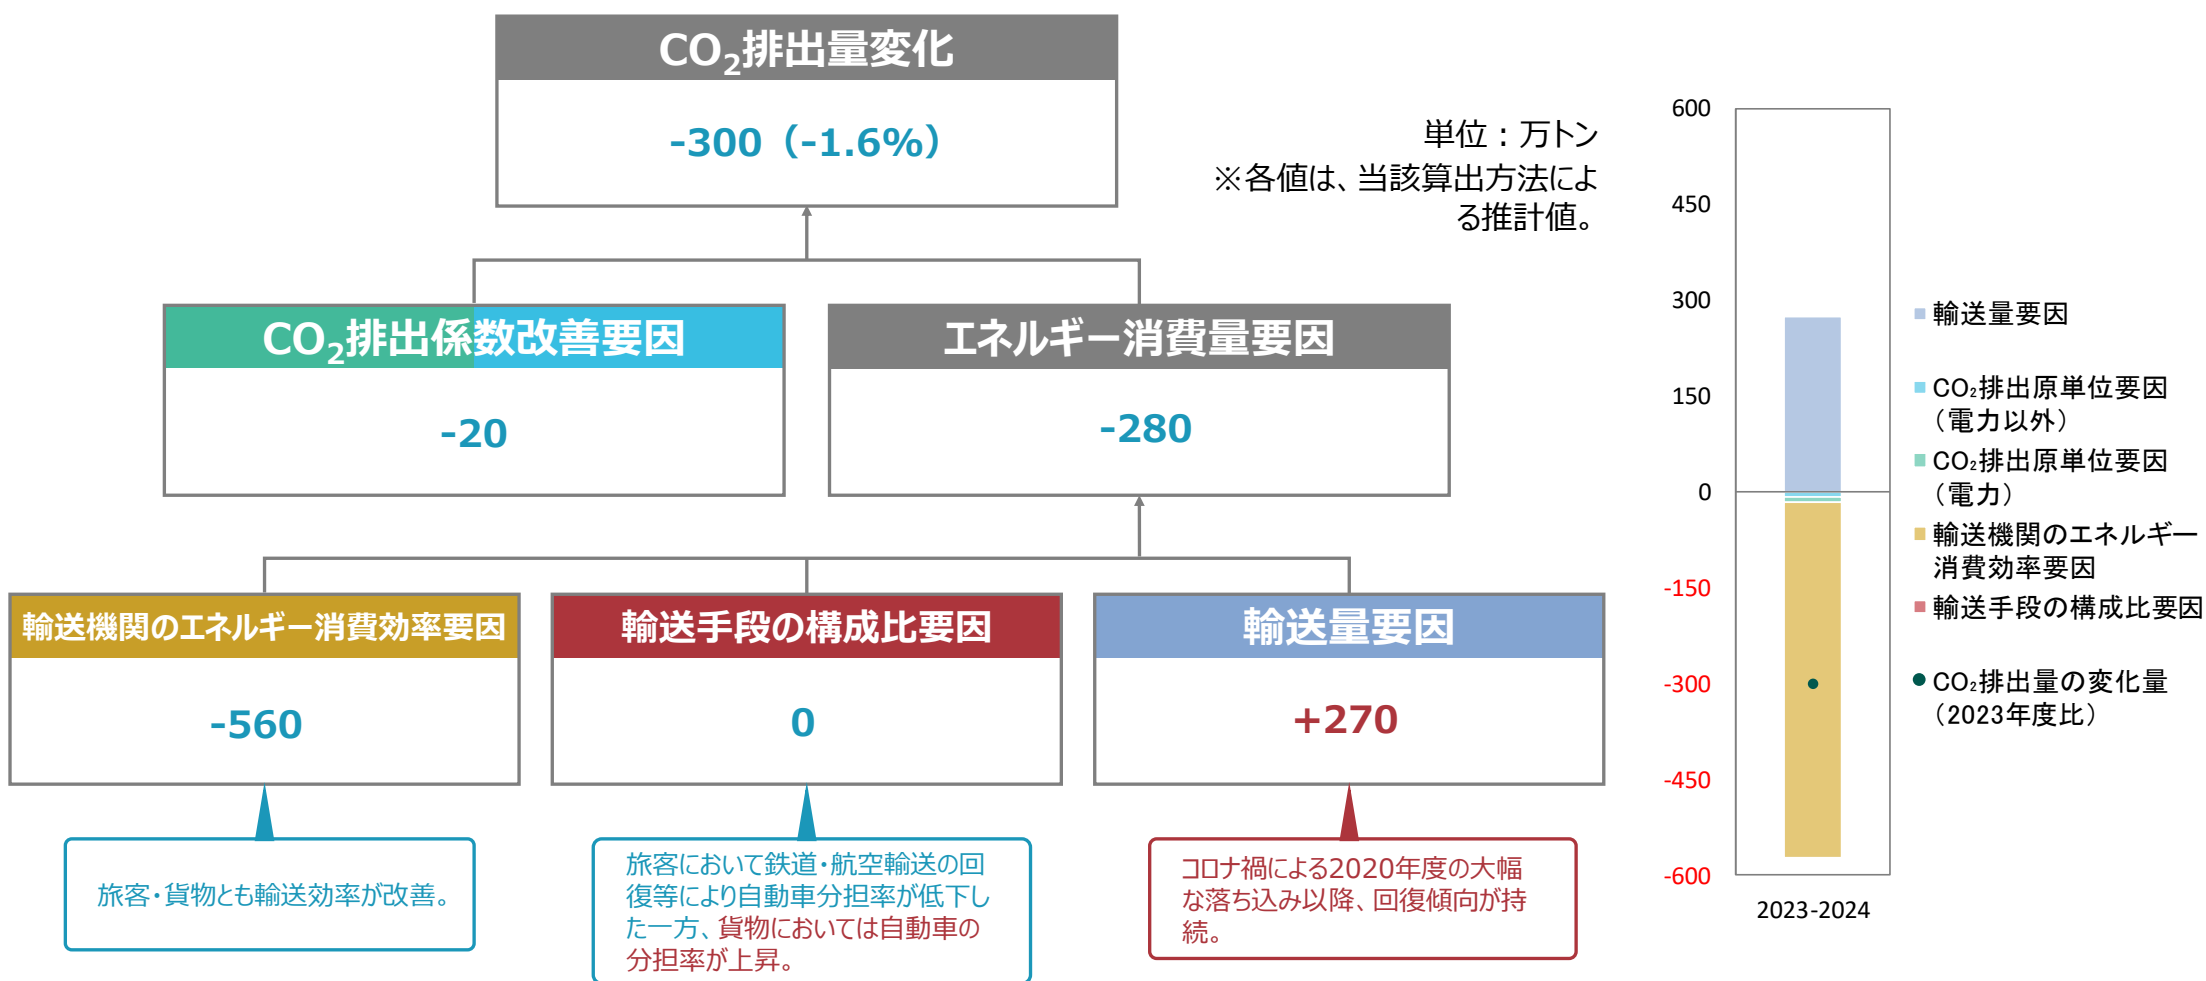 CO₂排出量変化
-300（-1.6%）
単位：万トン
※各値は、当該算出方法によ
る推計値。
CO₂排出係数改善要因
-20
エネルギー消費量要因
-280
輸送機関のエネルギー消費効率要因
-560
輸送手段の構成比要因
0
輸送量要因
+270
旅客・貨物とも輸送効率が改善。
旅客において鉄道・航空輸送の回
復等により自動車分担率が低下し
た一方、貨物においては自動車の
分担率が上昇。
コロナ禍による2020年度の大幅
な落ち込み以降、回復傾向が持
続。
600
450
300
150
0
-150
-300
-450
-600
2023-2024
輸送量要因
CO₂排出原単位要因
（電力以外）
CO₂排出原単位要因
（電力）
輸送機関のエネルギー
消費効率要因
輸送手段の構成比要因
CO₂排出量の変化量
（2023年度比）